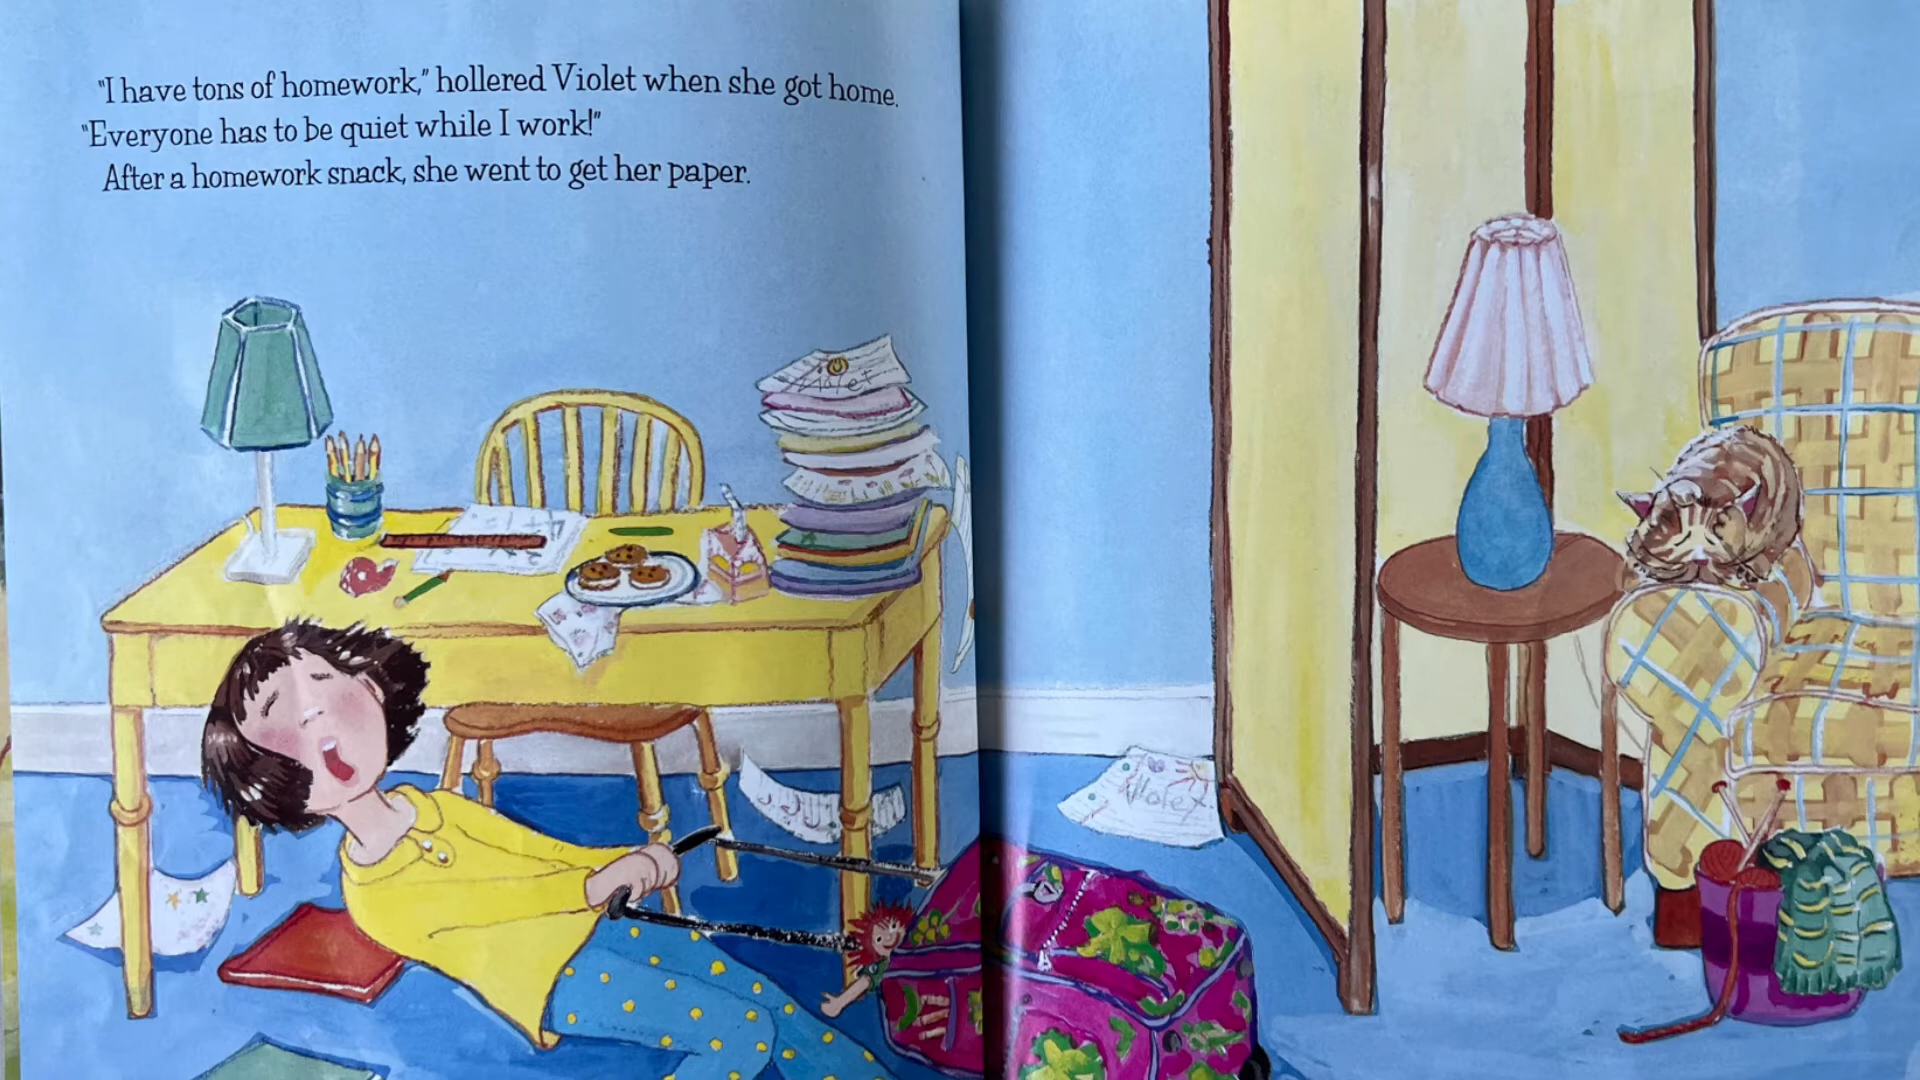 "I have tons of homework," hollered Violet when she got home.
"Everyone has to be quiet while I work!"
After a homework snack, she went to get her paper.
Violet
Violet